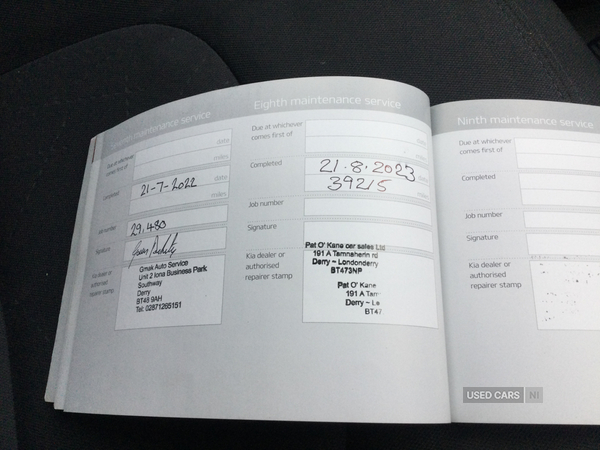 maintenance service
date
Due at whichever
comes first of
miles
Completed
21-7-2022
date
miles
29,480
Job number
Signature
Kia dealer or
authorised
repairer stamp
Gmak Auto Service
Unit 2 Iona Business Park
Southway
Derry
BT48 9AH
Tel: 02871265151
Eighth maintenance service
Due at whichever
comes first of
date
miles
Completed
21.8.2023
date
39215
miles
Job number
Signature
Kia dealer or
authorised
repairer stamp
Pat O' Kane car sales Ltd
191 A Tamnaherin rd
Derry ~ Londonderry
BT473NP
Pat O' Kane
191 A Tam
Derry ~ Lo
BT47
Ninth maintenance service
Due at whichever
comes first of
Completed
Job number
Signature
Kia dealer or
authorised
repairer stamp
USED CARS NI